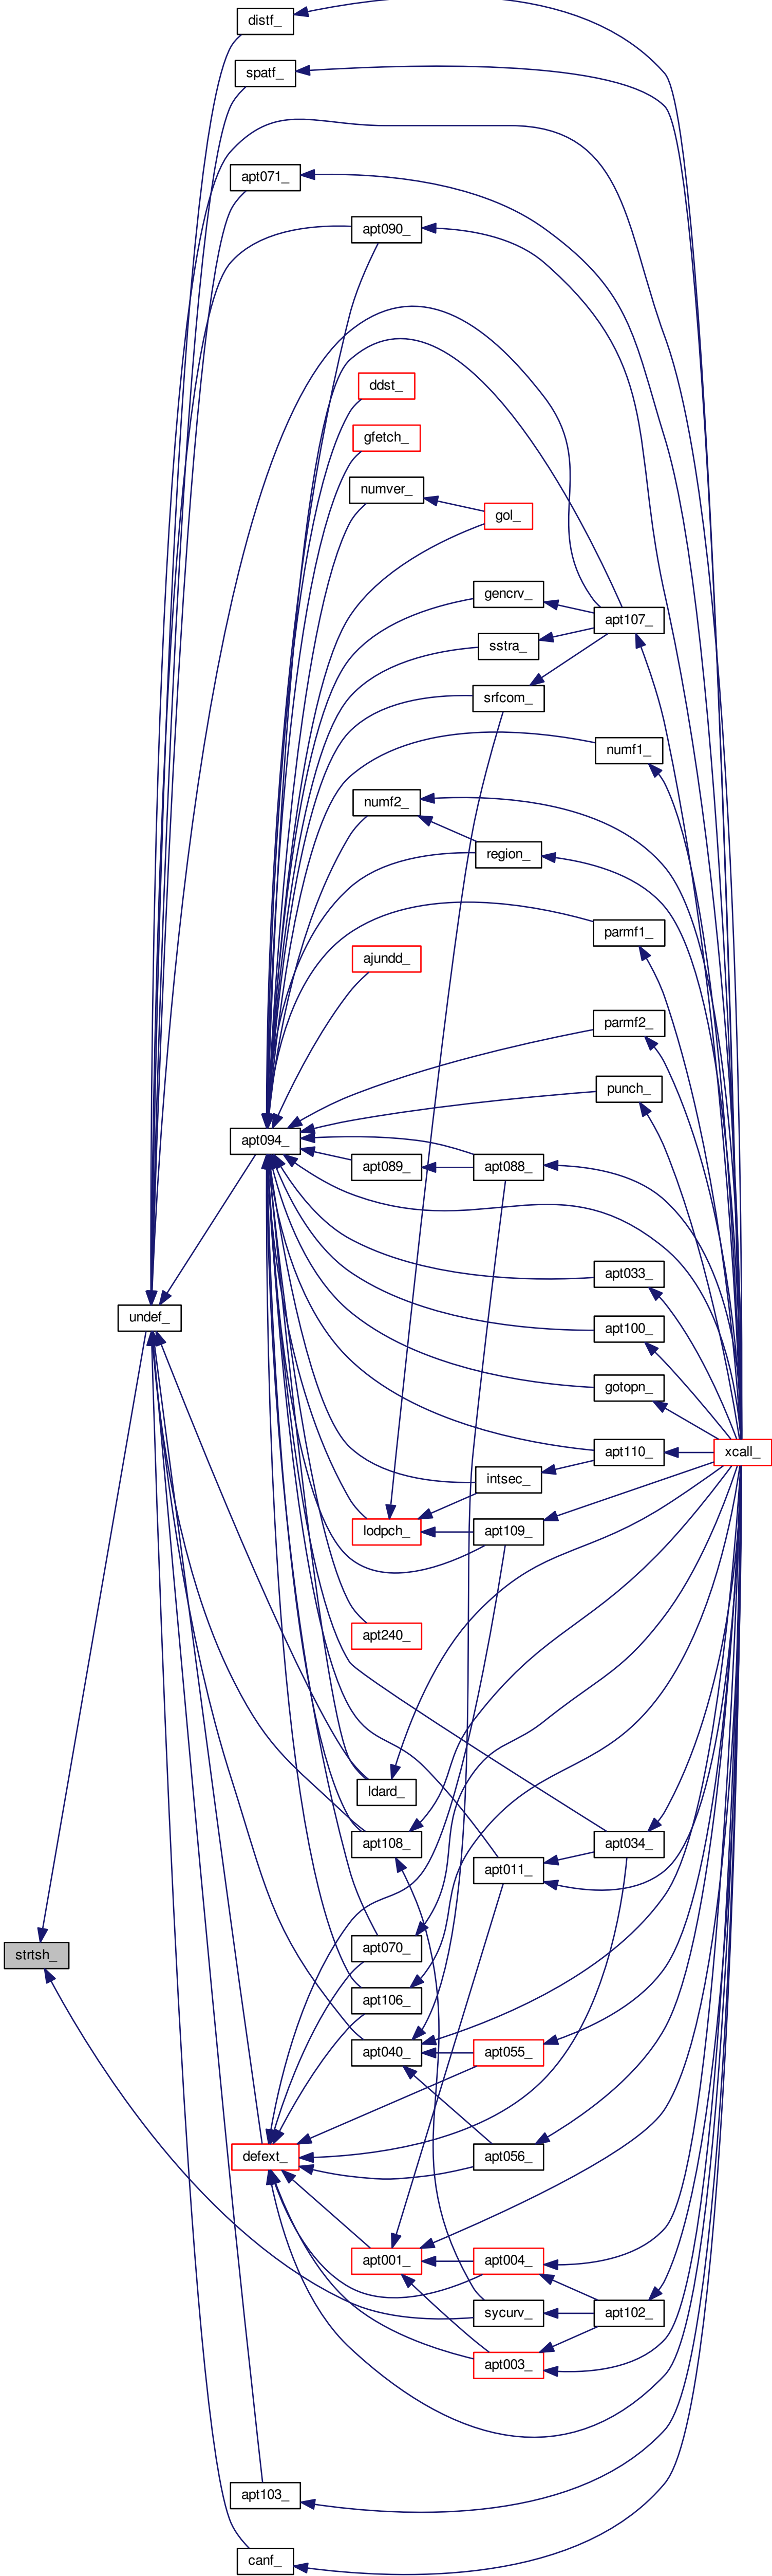 distf_
spatf_
apt071_
apt090_
ddst_
gfetch_
numver_
gol_
gencrv_
apt107_
sstra_
srfcom_
numf1_
numf2_
region_
parmf1_
ajundd_
parmf2_
punch_
apt094_
apt089_
apt088_
apt033_
undef_
apt100_
gotopn_
apt110_
xcall_
intsec_
lodpch_
apt109_
apt240_
ldard_
apt108_
apt034_
apt011_
apt070_
strtsh_
apt106_
apt040_
apt055_
defext_
apt056_
apt001_
apt004_
sycurv_
apt102_
apt003_
apt103_
canf_